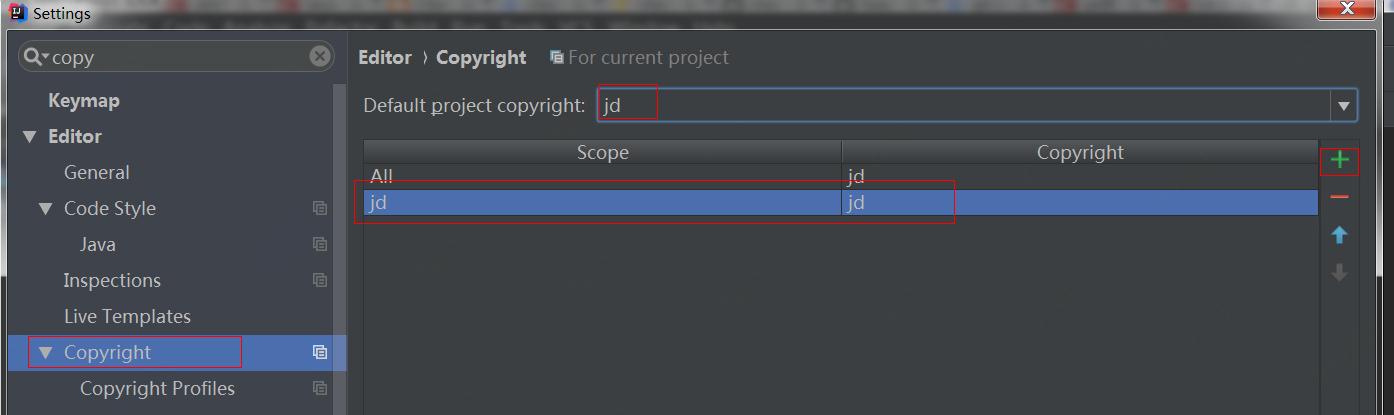 Settings
copy
Keymap
Editor
General
Code Style
Java
Inspections
Live Templates
Copyright
Copyright Profiles
Editor › Copyright For current project
Default project copyright: jd
Scope Copyright
All jd
jd jd